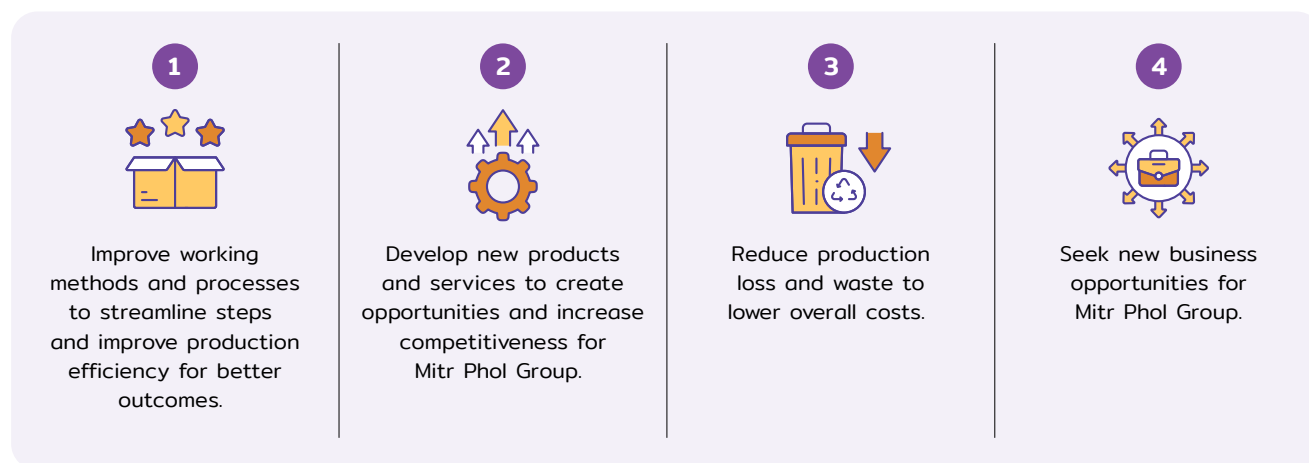 1
Improve working
methods and processes
to streamline steps
and improve production
efficiency for better
outcomes.
2
Develop new products
and services to create
opportunities and increase
competitiveness for
Mitr Phol Group.
3
Reduce production
loss and waste to
lower overall costs.
4
Seek new business
opportunities for
Mitr Phol Group.